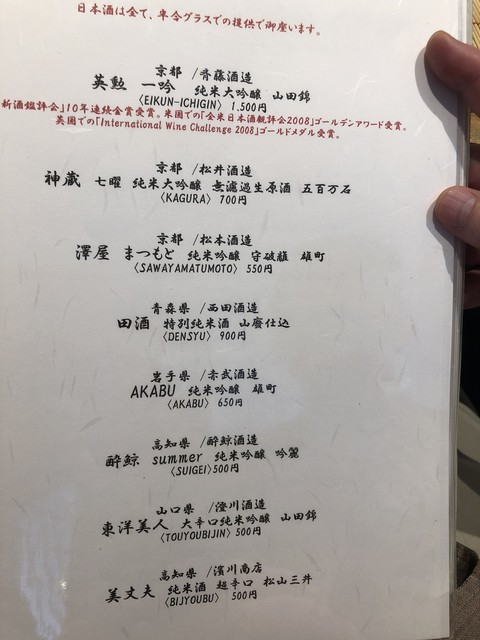 日本酒は全て、半合グラスでの提供で御座います。
京都 /斉藤酒造
英勲 一吟 純米大吟醸 山田錦
〈EIKUN-ICHIGIN〉 1,500円
新酒鑑評会」10年連続金賞受賞。米国での「全米日本酒観評会2008」ゴールデンアワード受賞。
英国での「International Wine Challenge 2008」ゴールドメダル受賞。
京都 /松井酒造
神蔵 七曜 純米大吟醸 無濾過生原酒 五百万石
〈KAGURA〉 700円
京都 /松本酒造
澤屋 まつもと 純米吟醸 守破離 雄町
〈SAWAYAMATUMOTO〉 550円
青森県 /西田酒造
田酒 特別純米酒 山廃仕込
〈DENSYU〉 900円
岩手県 /赤武酒造
AKABU 純米吟醸 雄町
〈AKABU〉 650円
高知県 /酔鯨酒造
酔鯨 summer 純米吟醸 吟麗
〈SUIGEI〉500円
山口県 /澄川酒造
東洋美人 大辛口純米吟醸 山田錦
〈TOUYOUBIJIN〉 500円
高知県 /濱川商店
美丈夫 純米酒 超辛口 松山三井
〈BIJYOUBU〉 500円